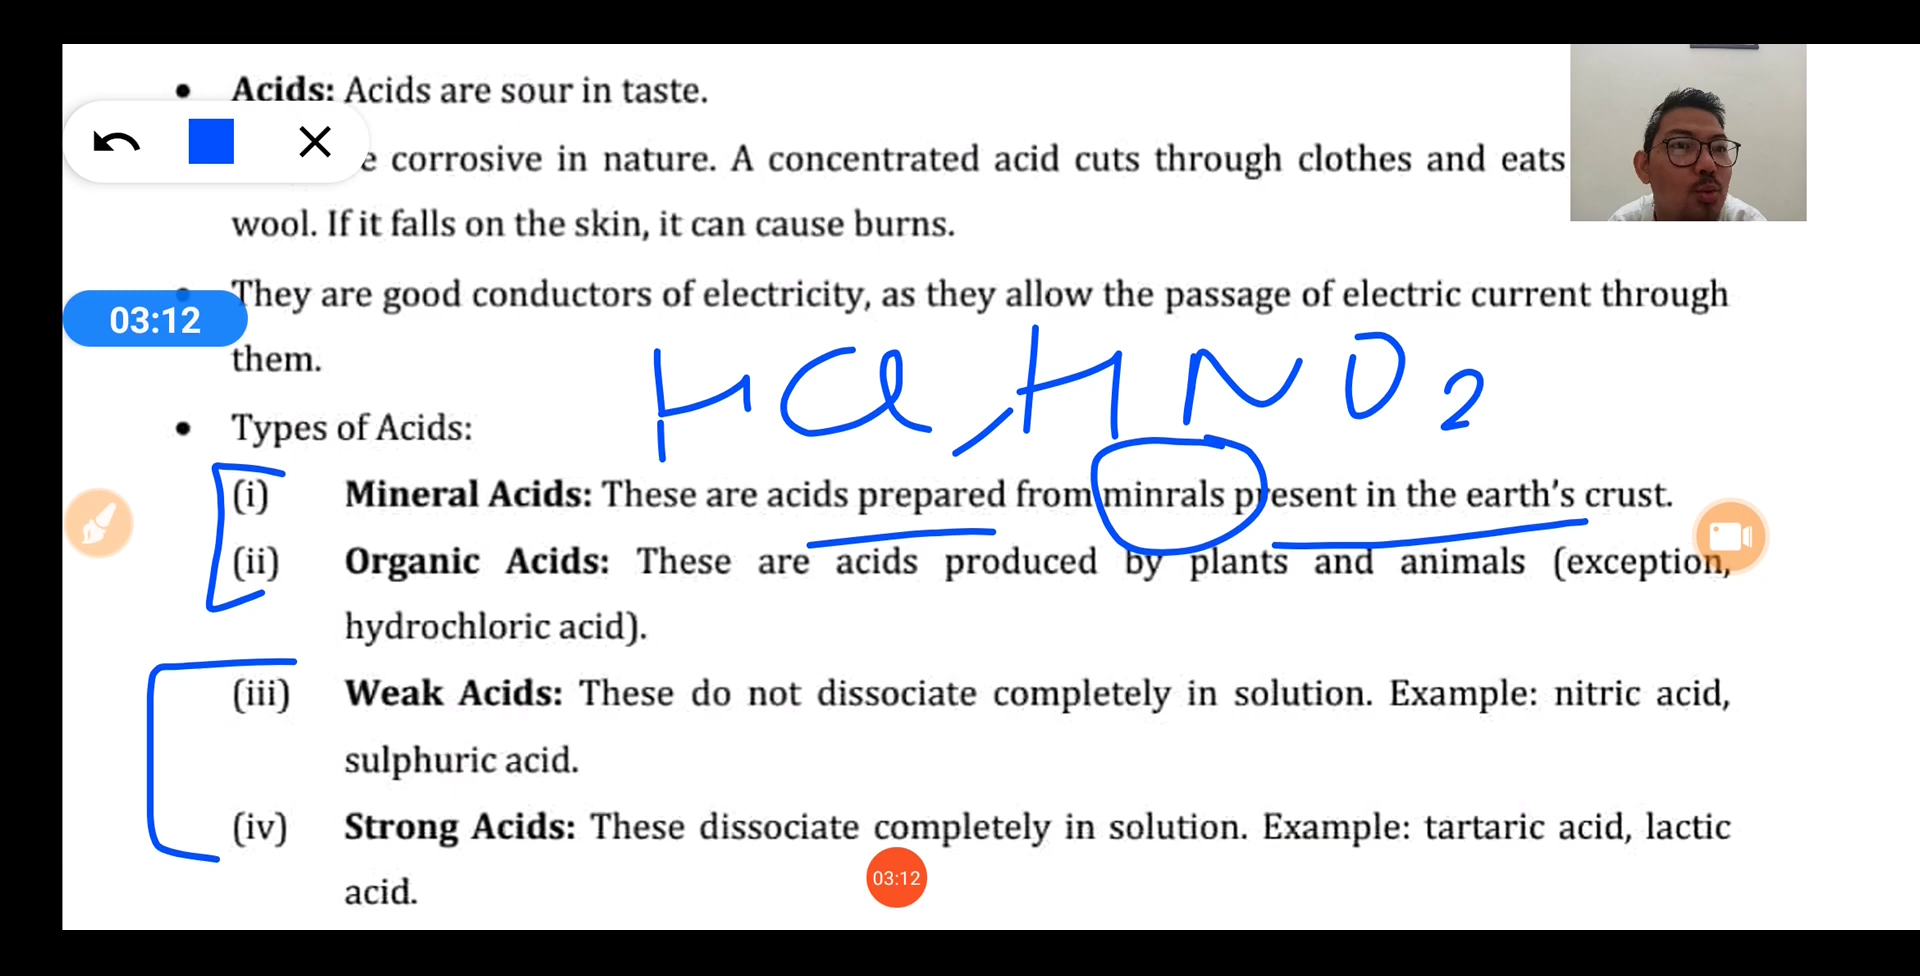 • Acids: Acids are sour in taste.
e corrosive in nature. A concentrated acid cuts through clothes and eats
wool. If it falls on the skin, it can cause burns.
• They are good conductors of electricity, as they allow the passage of electric current through
03:12
them.
HCl, HNO2
• Types of Acids:
(i) Mineral Acids: These are acids prepared from minrals present in the earth's crust.
(ii) Organic Acids: These are acids produced by plants and animals (exception,
hydrochloric acid).
(iii) Weak Acids: These do not dissociate completely in solution. Example: nitric acid,
sulphuric acid.
(iv) Strong Acids: These dissociate completely in solution. Example: tartaric acid, lactic
03:12
acid.